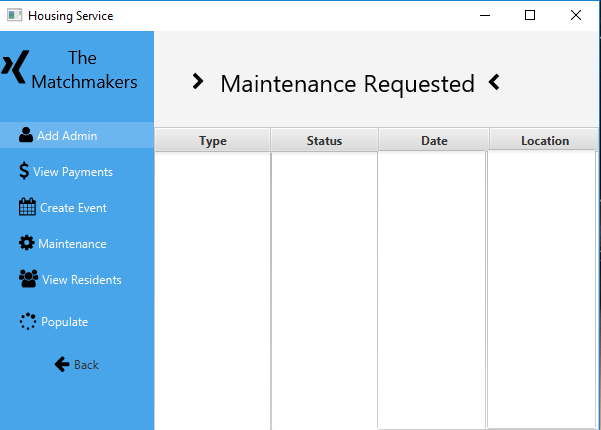 Housing Service
The
Matchmakers
Maintenance Requested
Add Admin
View Payments
Create Event
Maintenance
View Residents
Populate
Back
Type Status Date Location